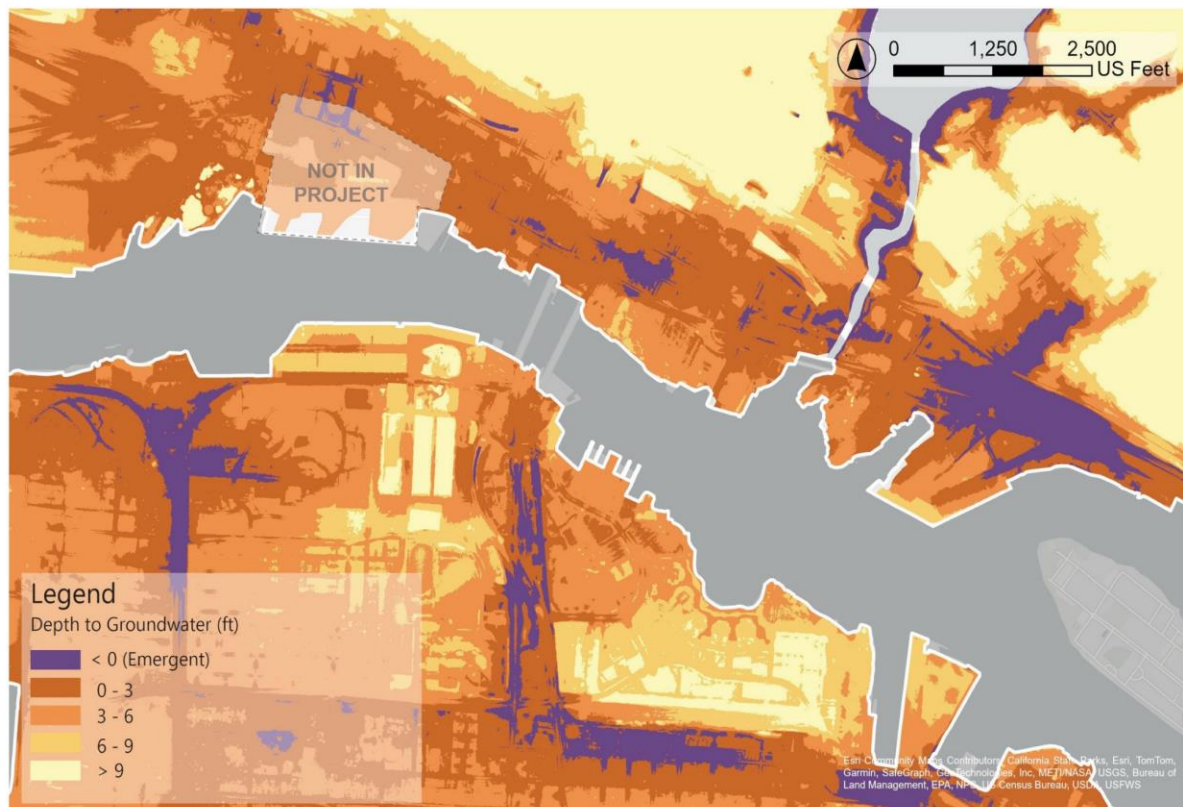 0 1,250 2,500
US Feet
NOT IN
PROJECT
Legend
Depth to Groundwater (ft)
< 0 (Emergent)
0 - 3
3 - 6
6 - 9
> 9
Esri Community Maps Contributors, California State Parks, Esri, TomTom,
Garmin, SafeGraph, GeoTechnologies, Inc, METI/NASA, USGS, Bureau of
Land Management, EPA, NPS, US Census Bureau, USDA, USFWS